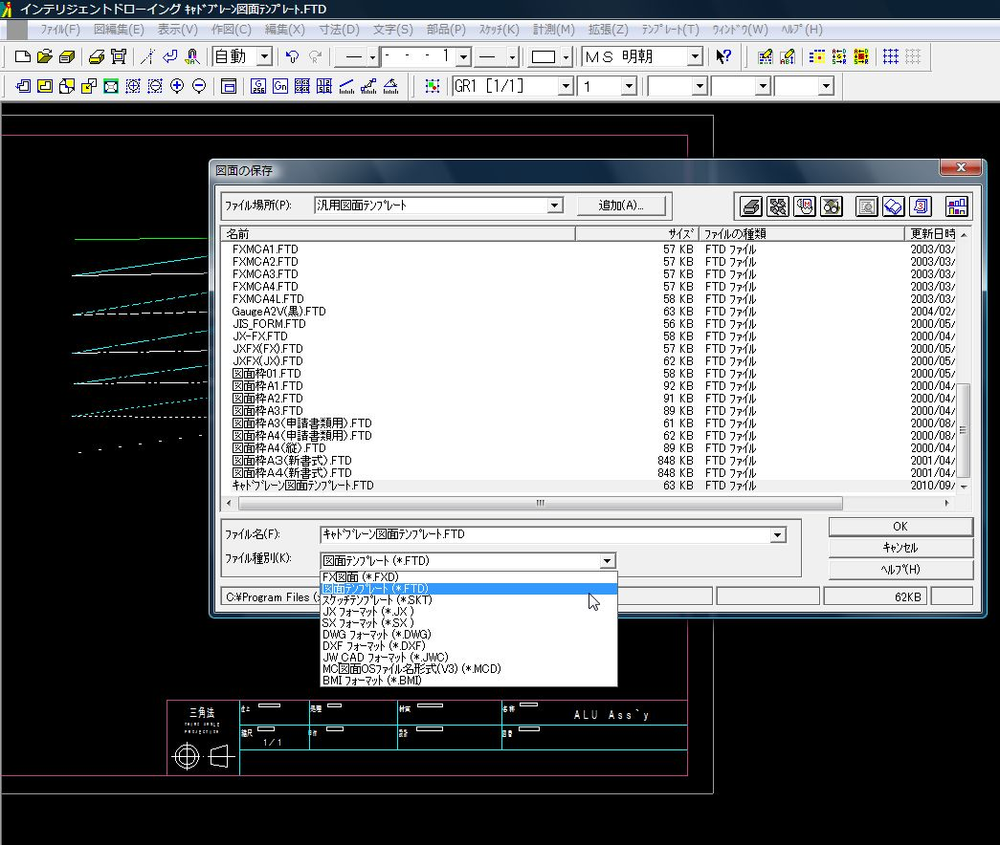 インテリジェントドローイング ｷｬﾄﾞﾌﾟﾚｰﾝ図面ﾃﾝﾌﾟﾚｰﾄ.FTD
ﾌｧｲﾙ(F) 図編集(E) 表示(V) 作図(C) 編集(X) 寸法(D) 文字(S) 部品(P) ｽｹｯﾁ(K) 計測(M) 拡張(Z) ﾃﾝﾌﾟﾚｰﾄ(T) ｳｨﾝﾄﾞｳ(W) ﾍﾙﾌﾟ(H)
自動 1 ＭＳ 明朝
GR1 [1/1] 1
図面の保存
ﾌｧｲﾙ場所(P): 汎用図面ﾃﾝﾌﾟﾚｰﾄ 追加(A)...
名前 ｻｲｽﾞ ﾌｧｲﾙの種類 更新日時
FXMCA1.FTD 57 KB FTD ﾌｧｲﾙ 2003/03/
FXMCA2.FTD 57 KB FTD ﾌｧｲﾙ 2003/03/
FXMCA3.FTD 57 KB FTD ﾌｧｲﾙ 2003/03/
FXMCA4.FTD 57 KB FTD ﾌｧｲﾙ 2003/03/
FXMCA4L.FTD 58 KB FTD ﾌｧｲﾙ 2003/03/
GaugeA2V(黒).FTD 63 KB FTD ﾌｧｲﾙ 2004/02/
JIS_FORM.FTD 56 KB FTD ﾌｧｲﾙ 2000/05/
JX-FX.FTD 58 KB FTD ﾌｧｲﾙ 2000/05/
JXFX(FX).FTD 57 KB FTD ﾌｧｲﾙ 2000/05/
JXFX(JX).FTD 62 KB FTD ﾌｧｲﾙ 2000/05/
図面枠01.FTD 58 KB FTD ﾌｧｲﾙ 2000/05/
図面枠A1.FTD 92 KB FTD ﾌｧｲﾙ 2000/04/
図面枠A2.FTD 91 KB FTD ﾌｧｲﾙ 2000/04/
図面枠A3.FTD 89 KB FTD ﾌｧｲﾙ 2000/04/
図面枠A3(申請書類用).FTD 61 KB FTD ﾌｧｲﾙ 2000/08/
図面枠A4(申請書類用).FTD 62 KB FTD ﾌｧｲﾙ 2000/08/
図面枠A4(縦).FTD 89 KB FTD ﾌｧｲﾙ 2000/04/
図面枠Ａ３(新書式).FTD 848 KB FTD ﾌｧｲﾙ 2001/04/
図面枠Ａ４(新書式).FTD 848 KB FTD ﾌｧｲﾙ 2001/04/
ｷｬﾄﾞﾌﾟﾚｰﾝ図面ﾃﾝﾌﾟﾚｰﾄ.FTD 63 KB FTD ﾌｧｲﾙ 2010/09/
ﾌｧｲﾙ名(F): ｷｬﾄﾞﾌﾟﾚｰﾝ図面ﾃﾝﾌﾟﾚｰﾄ.FTD OK
ﾌｧｲﾙ種別(K): 図面ﾃﾝﾌﾟﾚｰﾄ (*.FTD) ｷｬﾝｾﾙ
ﾍﾙﾌﾟ(H)
FX図面 (*.FXD)
図面ﾃﾝﾌﾟﾚｰﾄ (*.FTD)
C:¥Program Files ( 62KB
ｽｹｯﾁﾃﾝﾌﾟﾚｰﾄ (*.SKT)
JX ﾌｫｰﾏｯﾄ (*.JX )
SX ﾌｫｰﾏｯﾄ (*.SX )
DWG ﾌｫｰﾏｯﾄ (*.DWG)
DXF ﾌｫｰﾏｯﾄ (*.DXF)
JW_CAD ﾌｫｰﾏｯﾄ (*.JWC)
MC図面OSﾌｧｲﾙ名形式(V3) (*.MCD)
BMI ﾌｫｰﾏｯﾄ (*.BMI)
三角法 処理 材質 名称 ALU Ass`y
縮尺 1/1 設計 図番